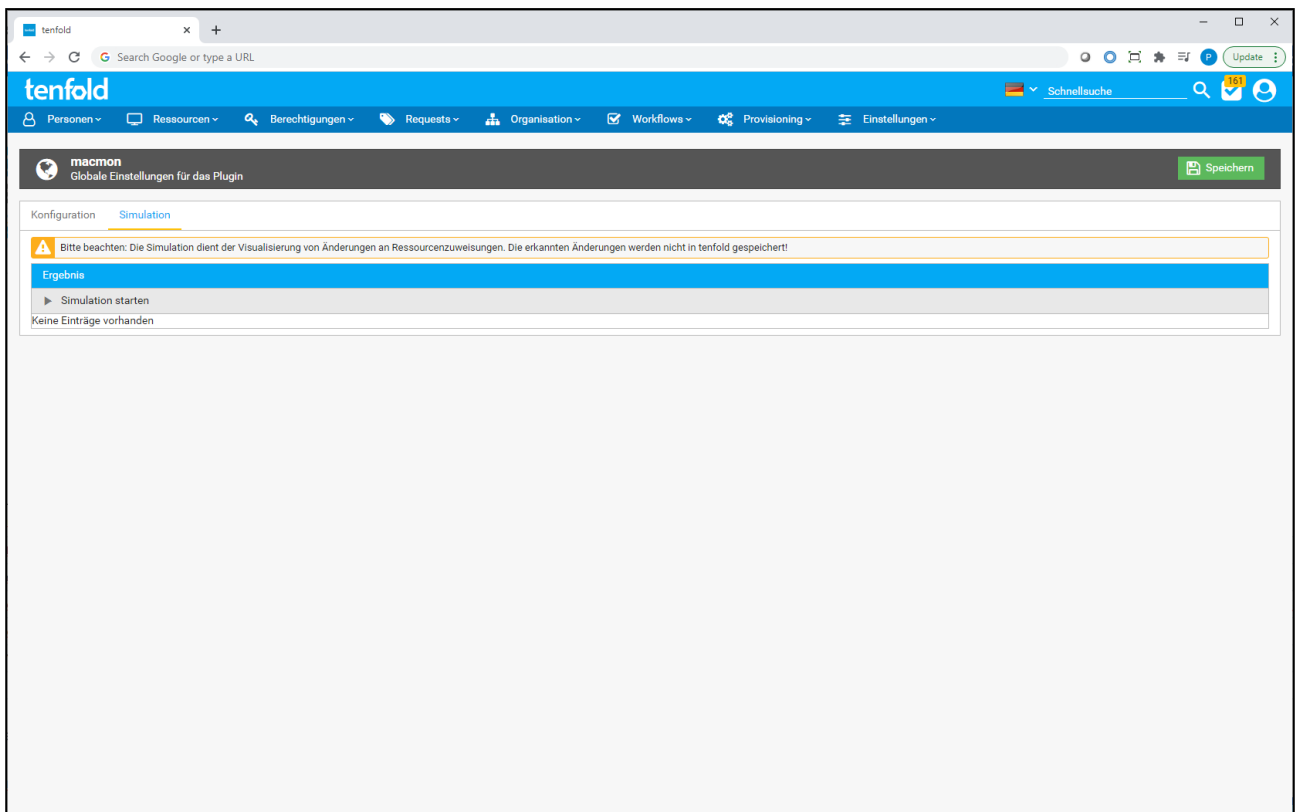 tenfold
Search Google or type a URL
P
Update
tenfold
Schnellsuche
161
Personen
Ressourcen
Berechtigungen
Requests
Organisation
Workflows
Provisioning
Einstellungen
macmon
Globale Einstellungen für das Plugin
Speichern
Konfiguration
Simulation
Bitte beachten: Die Simulation dient der Visualisierung von Änderungen an Ressourcenzuweisungen. Die erkannten Änderungen werden nicht in tenfold gespeichert!
Ergebnis
Simulation starten
Keine Einträge vorhanden